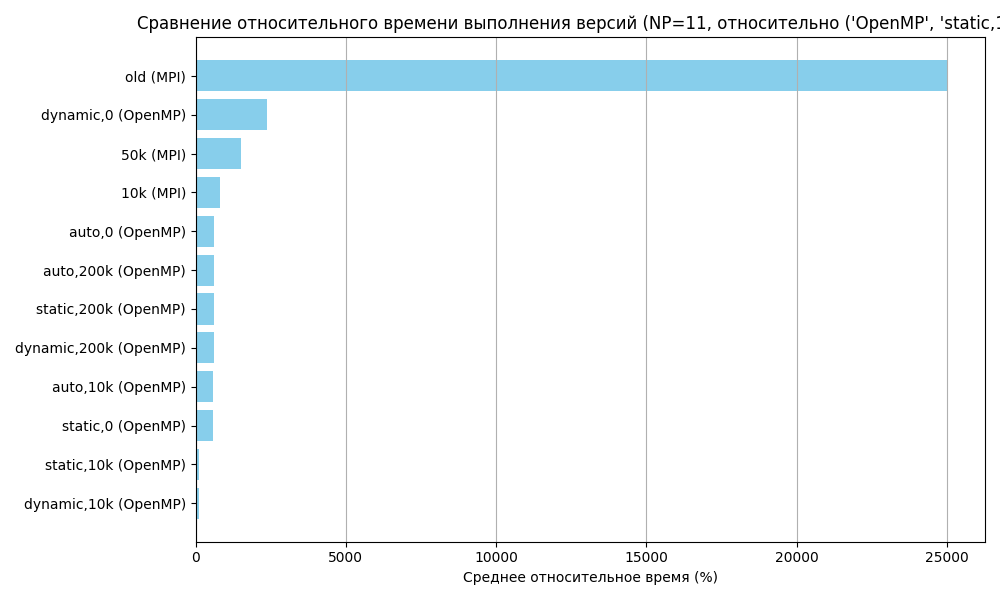 Сравнение относительного времени выполнения версий (NP=11, относительно ('OpenMP', 'static,1
old (MPI)
dynamic,0 (OpenMP)
50k (MPI)
10k (MPI)
auto,0 (OpenMP)
auto,200k (OpenMP)
static,200k (OpenMP)
dynamic,200k (OpenMP)
auto,10k (OpenMP)
static,0 (OpenMP)
static,10k (OpenMP)
dynamic,10k (OpenMP)
0 5000 10000 15000 20000 25000
Среднее относительное время (%)